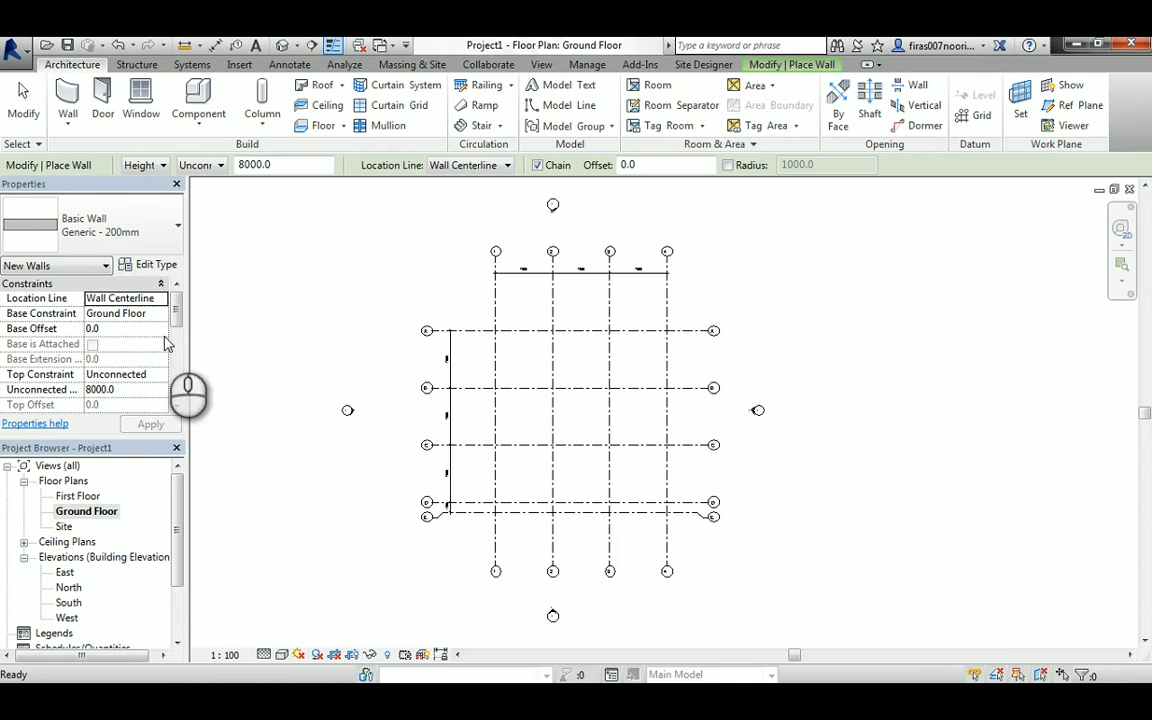 Project1 - Floor Plan: Ground Floor
Type a keyword or phrase
firas007noori...
Architecture Structure Systems Insert Annotate Analyze Massing & Site Collaborate View Manage Add-Ins Site Designer Modify | Place Wall
Modify Wall Door Window Component Column
Roof Curtain System
Ceiling Curtain Grid
Floor Mullion
Railing Model Text
Ramp Model Line
Stair Model Group
Room Area
Room Separator Area Boundary
Tag Room Tag Area
By Face Shaft
Wall
Vertical
Dormer
Level
Grid
Set
Show
Ref Plane
Viewer
Select Build Circulation Model Room & Area Opening Datum Work Plane
Modify | Place Wall Height Unconr 8000.0 Location Line: Wall Centerline Chain Offset: 0.0 Radius: 1000.0
Properties
Basic Wall
Generic - 200mm
New Walls Edit Type
Constraints
Location Line Wall Centerline
Base Constraint Ground Floor
Base Offset 0.0
Base is Attached
Base Extension ... 0.0
Top Constraint Unconnected
Unconnected ... 8000.0
Top Offset 0.0
Properties help Apply
Project Browser - Project1
Views (all)
Floor Plans
First Floor
Ground Floor
Site
Ceiling Plans
Elevations (Building Elevation
East
North
South
West
Legends
Schedules/Quantities
1 : 100
Ready
:0
Main Model
:0